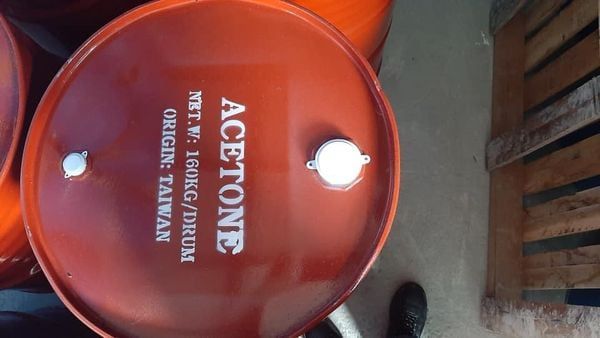 ACETONE
NET.W: 160KG/DRUM
ORIGIN: TAIWAN